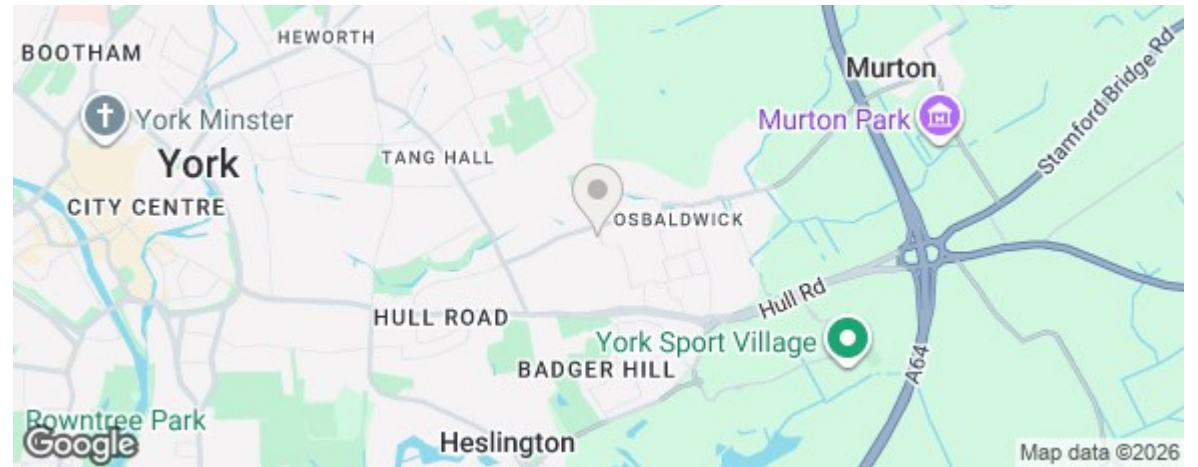 HEWORTH
BOOTHAM
Murton
York Minster
Murton Park
Stamford Bridge Rd
TANG HALL
York
CITY CENTRE
OSBALDWICK
Hull Rd
HULL ROAD
York Sport Village
BADGER HILL
A64
Rowntree Park
Heslington
Google
Map data ©2026